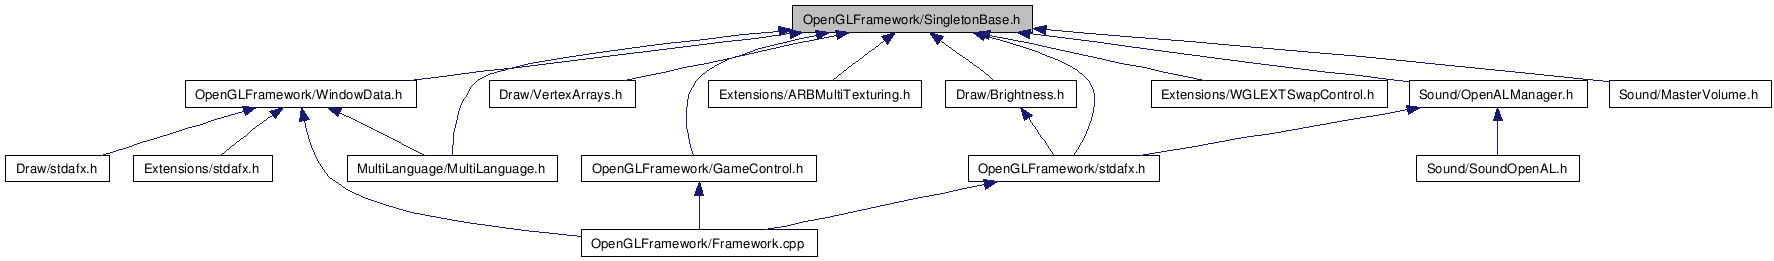 OpenGLFramework/SingletonBase.h
OpenGLFramework/WindowData.h
Draw/VertexArrays.h
Extensions/ARBMultiTexturing.h
Draw/Brightness.h
Extensions/WGLEXTSwapControl.h
Sound/OpenALManager.h
Sound/MasterVolume.h
Draw/stdafx.h
Extensions/stdafx.h
MultiLanguage/MultiLanguage.h
OpenGLFramework/GameControl.h
OpenGLFramework/stdafx.h
Sound/SoundOpenAL.h
OpenGLFramework/Framework.cpp